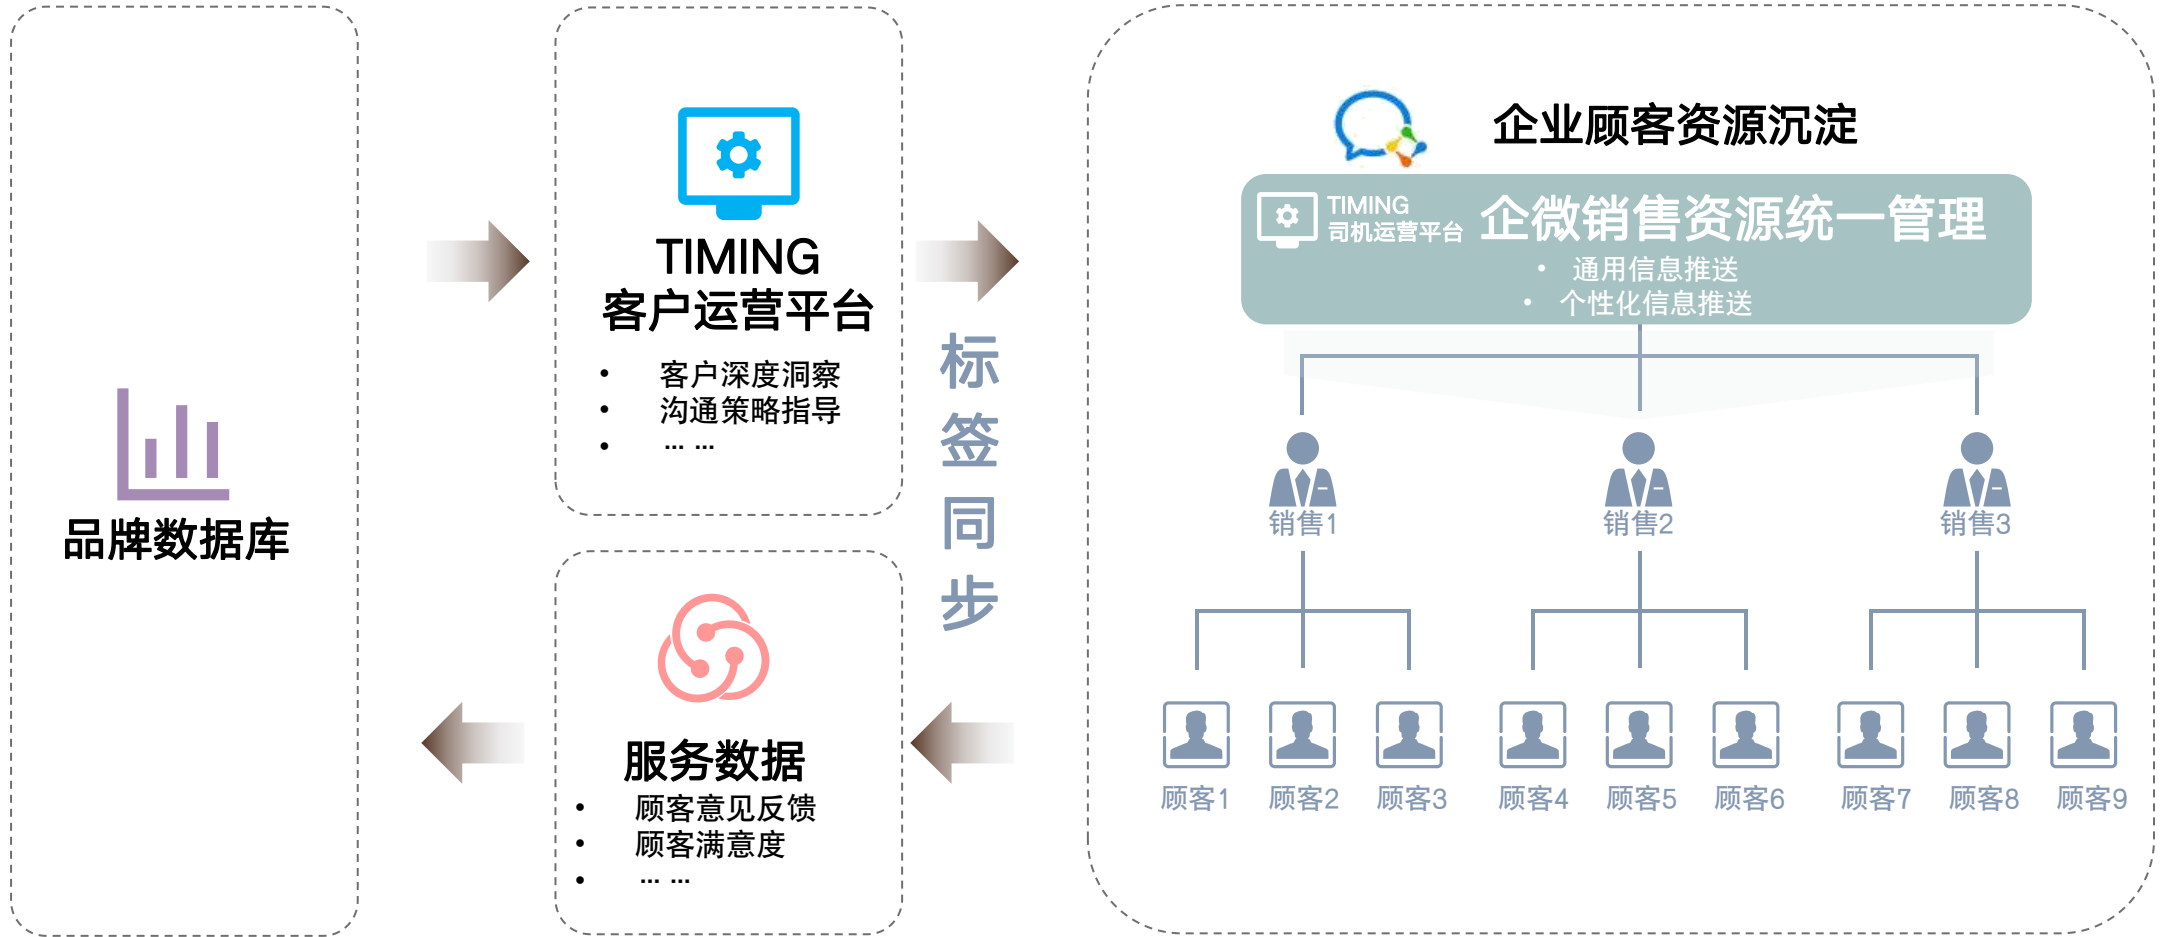 品牌数据库
TIMING
客户运营平台
• 客户深度洞察
• 沟通策略指导
• ... ...
服务数据
• 顾客意见反馈
• 顾客满意度
• ... ...
标
签
同
步
企业顾客资源沉淀
TIMING
司机运营平台
企微销售资源统一管理
• 通用信息推送
• 个性化信息推送
销售1
销售2
销售3
顾客1
顾客2
顾客3
顾客4
顾客5
顾客6
顾客7
顾客8
顾客9